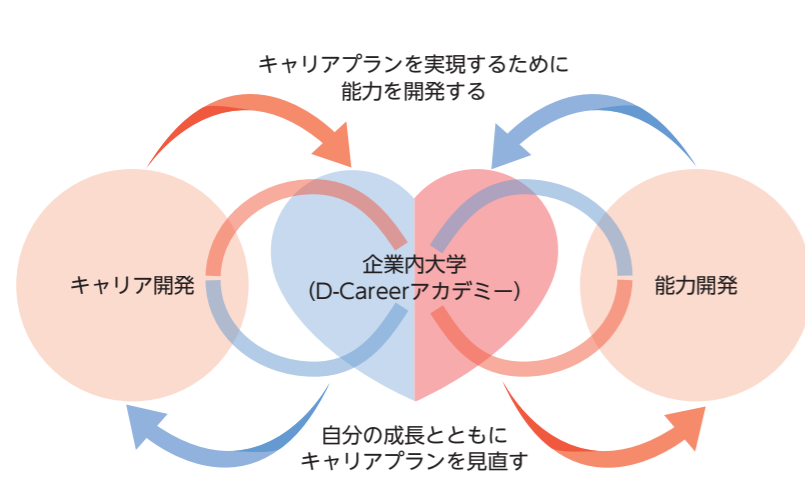 キャリアプランを実現するために
能力を開発する
キャリア開発
企業内大学
（D-Careerアカデミー）
能力開発
自分の成長とともに
キャリアプランを見直す